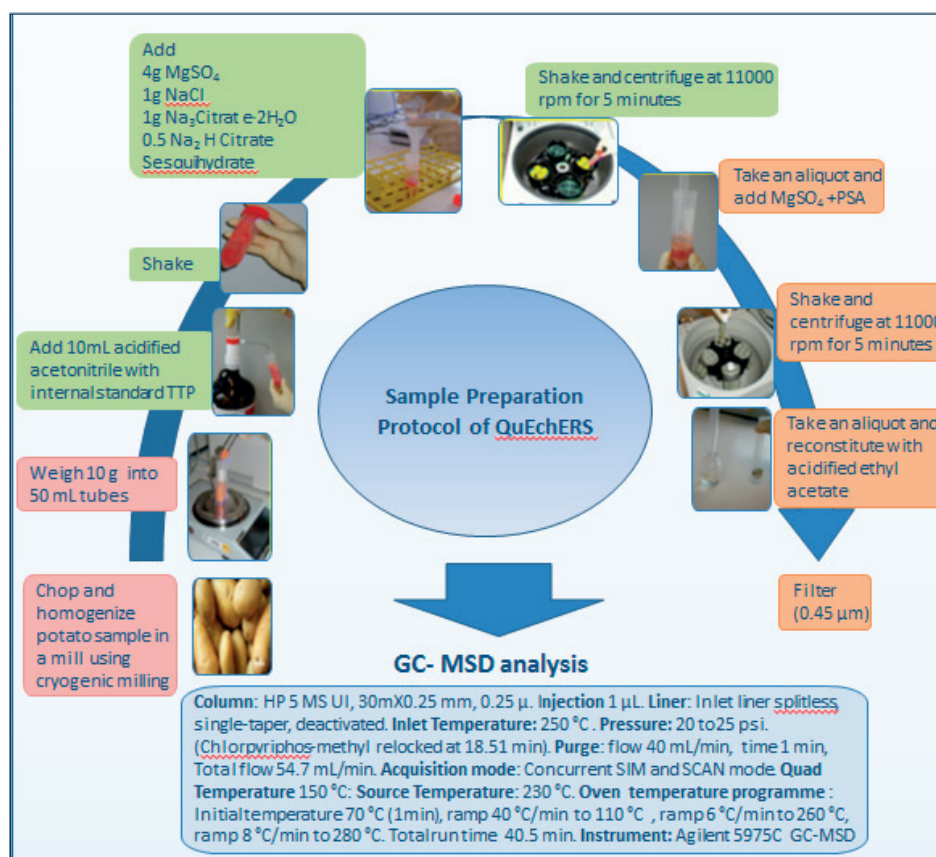 Add
4g MgSO₄
1g NaCl
1g Na₃Citrat e·2H₂O
0.5 Na₂ H Citrate
Sesquihydrate
Shake
Add 10mL acidified
acetonitrile with
internal standard TTP
Weigh 10 g into
50 mL tubes
Chop and
homogenize
potato sample in
a mill using
cryogenic milling
Shake and centrifuge at 11000
rpm for 5 minutes
Take an aliquot and
add MgSO₄ +PSA
Shake and
centrifuge at 11000
rpm for 5 minutes
Take an aliquot and
reconstitute with
acidified ethyl
acetate
Filter
(0.45 µm)
Sample Preparation
Protocol of QuEchERS
GC- MSD analysis
Column: HP 5 MS UI, 30mX0.25 mm, 0.25 µ. Injection 1 µL. Liner: Inlet liner splitless,
single-taper, deactivated. Inlet Temperature: 250 °C . Pressure: 20 to25 psi.
(Chlorpyriphos-methyl relocked at 18.51 min). Purge: flow 40 mL/min, time 1 min,
Total flow 54.7 mL/min. Acquisition mode: Concurrent SIM and SCAN mode. Quad
Temperature 150 °C: Source Temperature: 230 °C. Oven temperature programme :
Initial temperature 70 °C (1min), ramp 40 °C/min to 110 °C , ramp 6 °C/min to 260 °C,
ramp 8 °C/min to 280 °C. Total run time 40.5 min. Instrument: Agilent 5975C GC-MSD